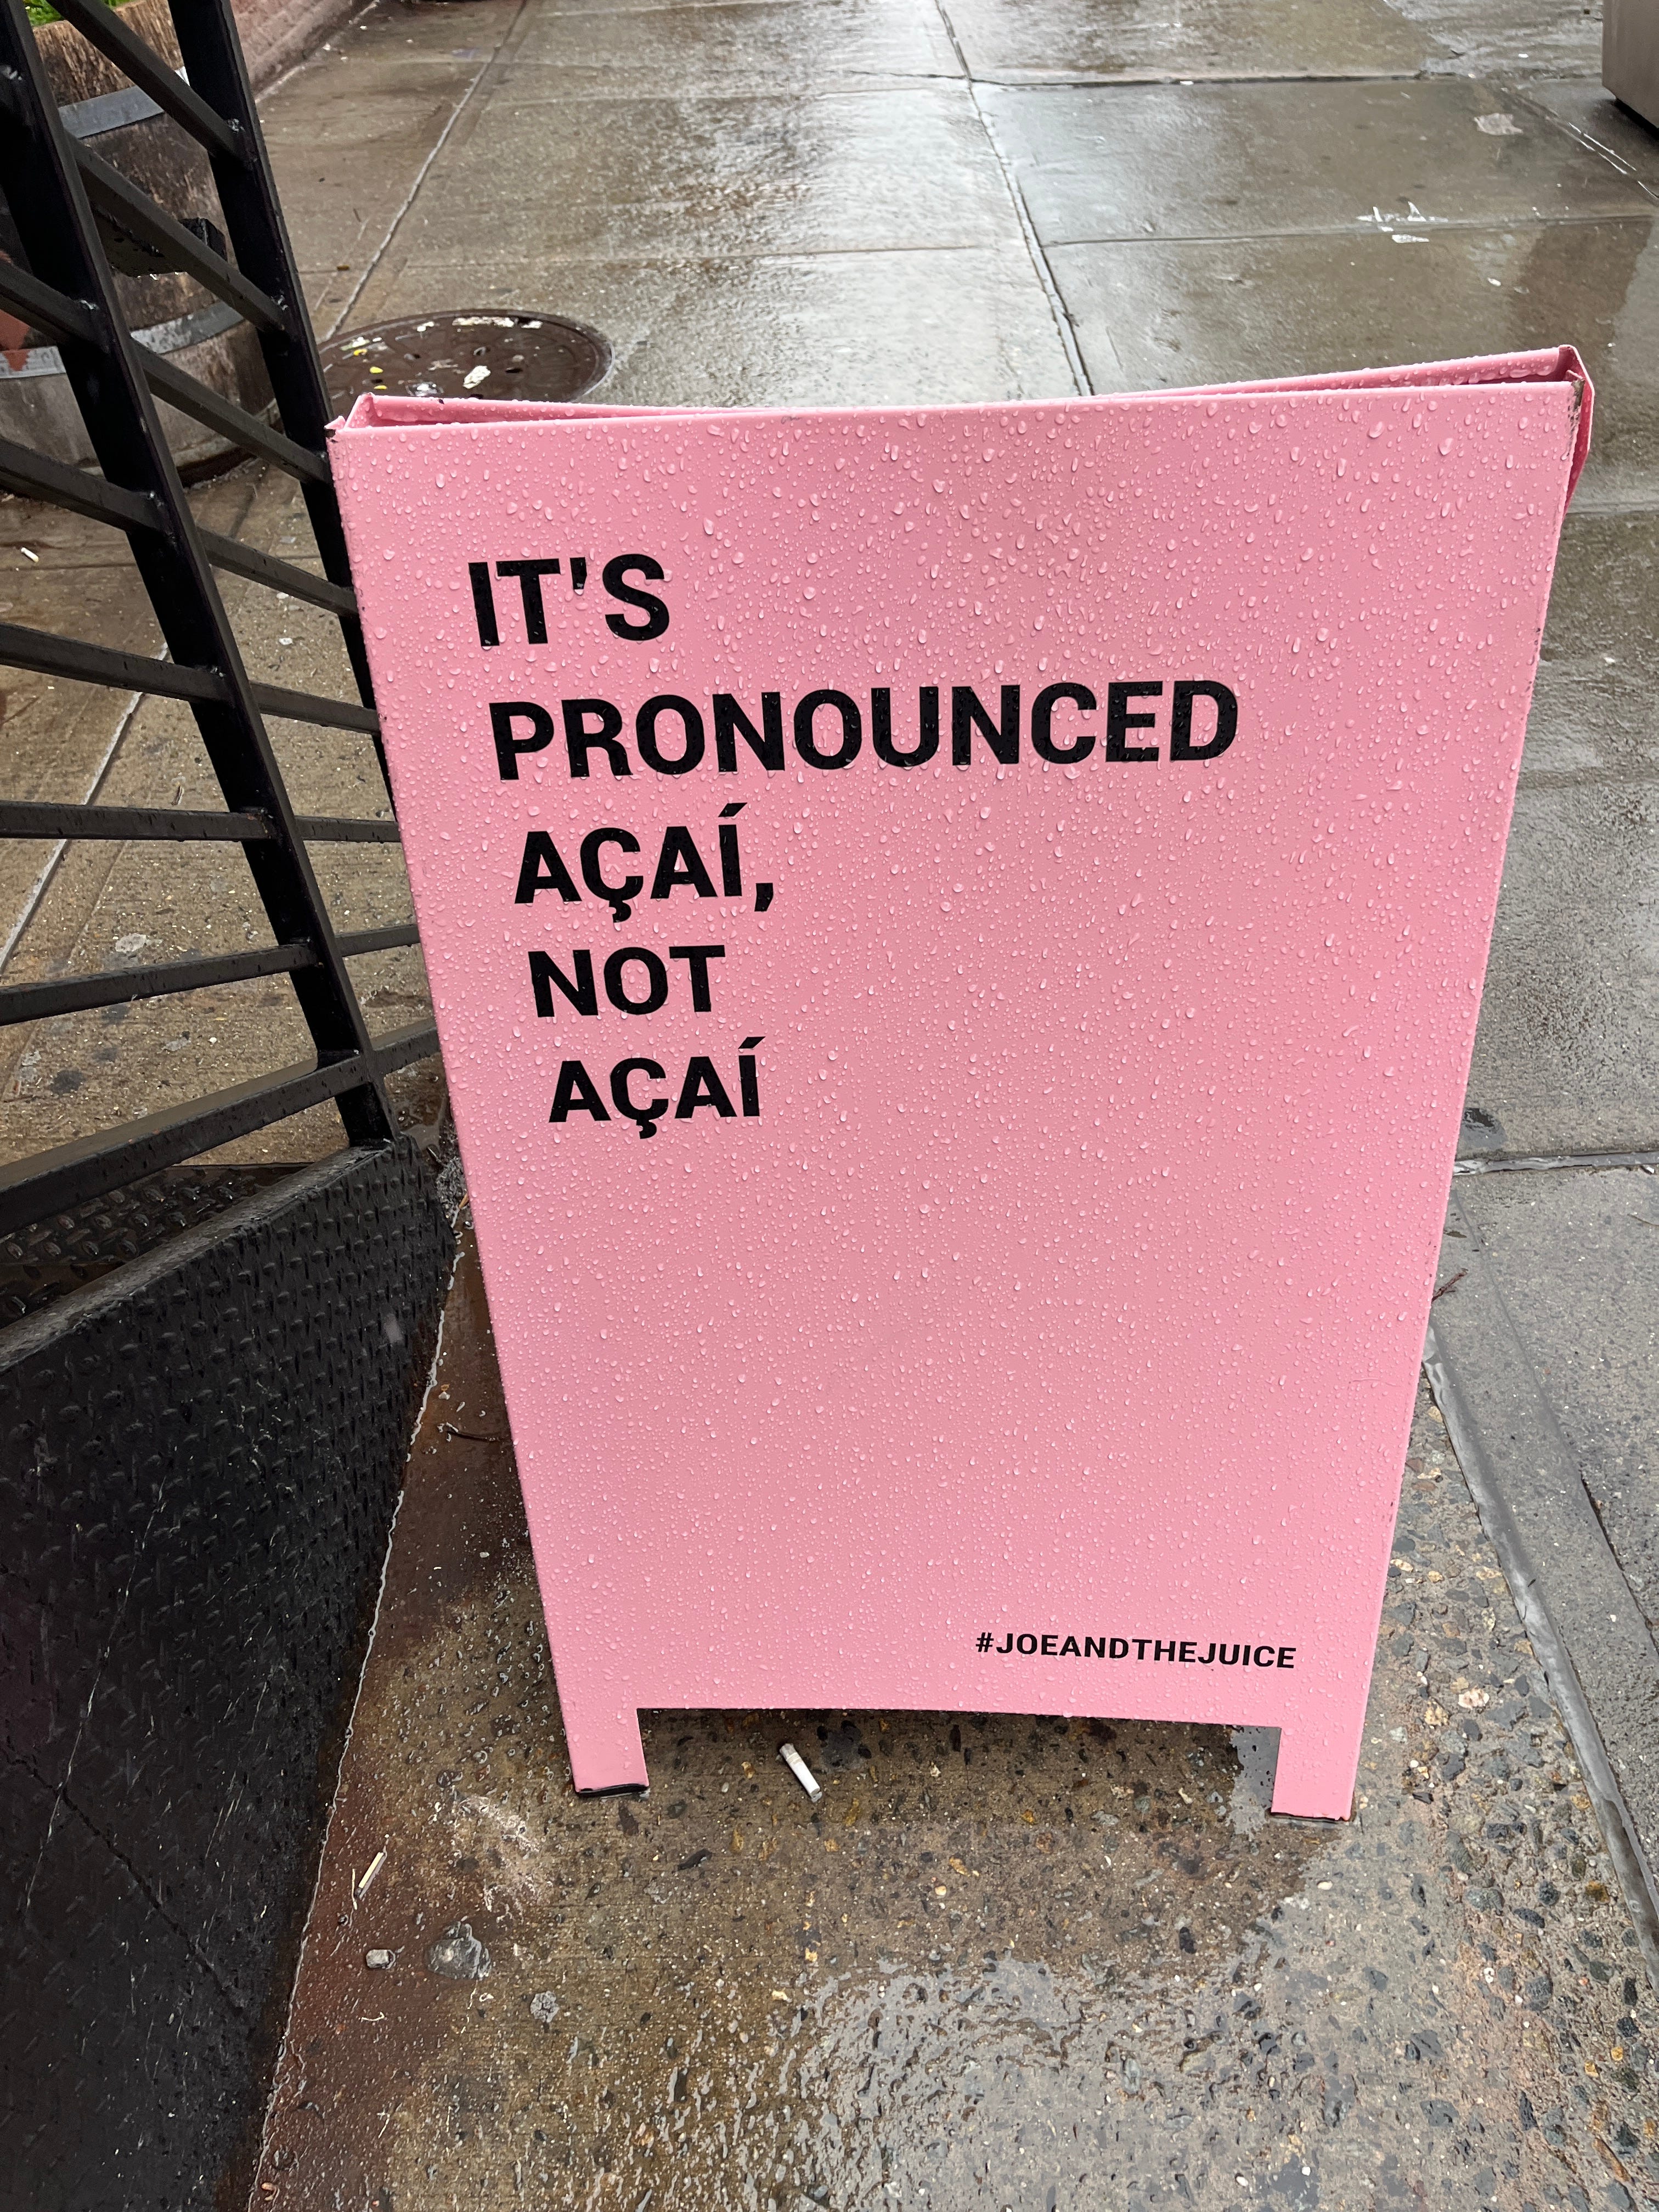 IT'S
PRONOUNCED
AÇAÍ,
NOT
AÇAÍ
#JOEANDTHEJUICE